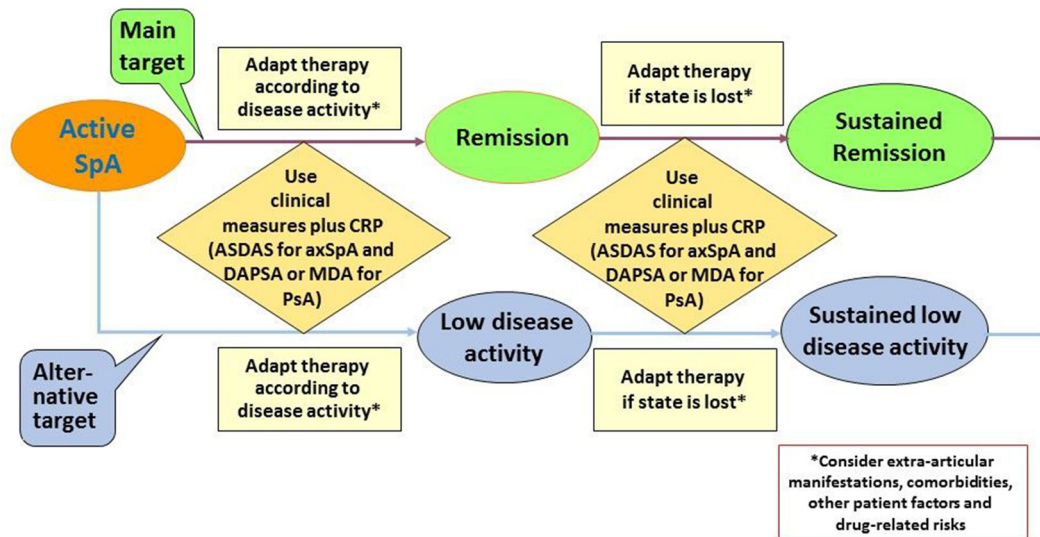 Main
target
Adapt therapy
according to
disease activity*
Adapt therapy
if state is lost*
Active
SpA
Remission
Sustained
Remission
Use
clinical
measures plus CRP
(ASDAS for axSpA and
DAPSA or MDA for
PsA)
Use
clinical
measures plus CRP
(ASDAS for axSpA and
DAPSA or MDA for
PsA)
Low disease
activity
Sustained low
disease activity
Alter-
native
target
Adapt therapy
according to
disease activity*
Adapt therapy
if state is lost*
*Consider extra-articular
manifestations, comorbidities,
other patient factors and
drug-related risks